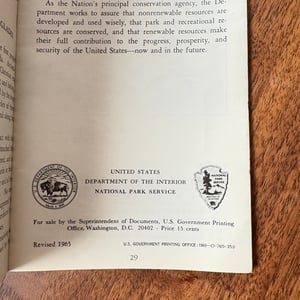 As the Nation's principal conservation agency, the De-
partment works to assure that nonrenewable resources are
developed and used wisely, that park and recreational re-
sources are conserved, and that renewable resources make
their full contribution to the progress, prosperity, and
security of the United States—now and in the future.
UNITED STATES
DEPARTMENT OF THE INTERIOR
NATIONAL PARK SERVICE
For sale by the Superintendent of Documents, U.S. Government Printing
Office, Washington, D.C. 20402 - Price 15 cents
Revised 1965
U.S. GOVERNMENT PRINTING OFFICE
29